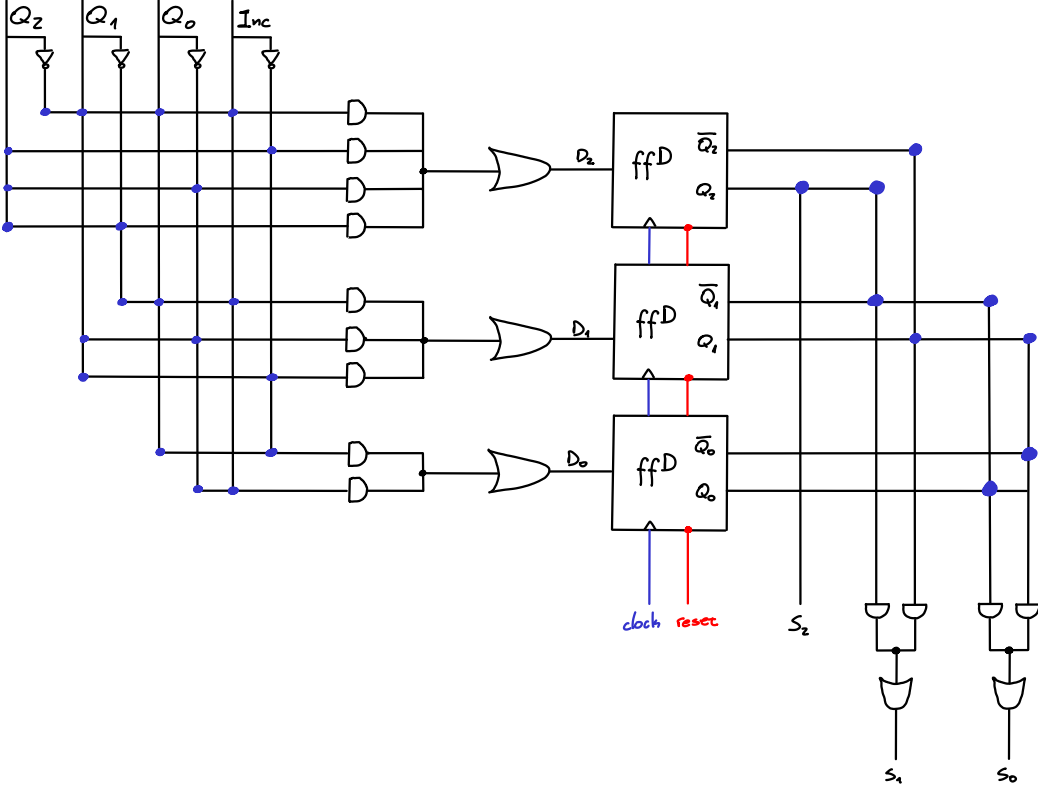 Q₂ Q₁ Q₀ Inc
D₂
ffD
Q̅₂
Q₂
D₁
ffD
Q̅₁
Q₁
D₀
ffD
Q̅₀
Q₀
clock reset
S₂
S₁ S₀